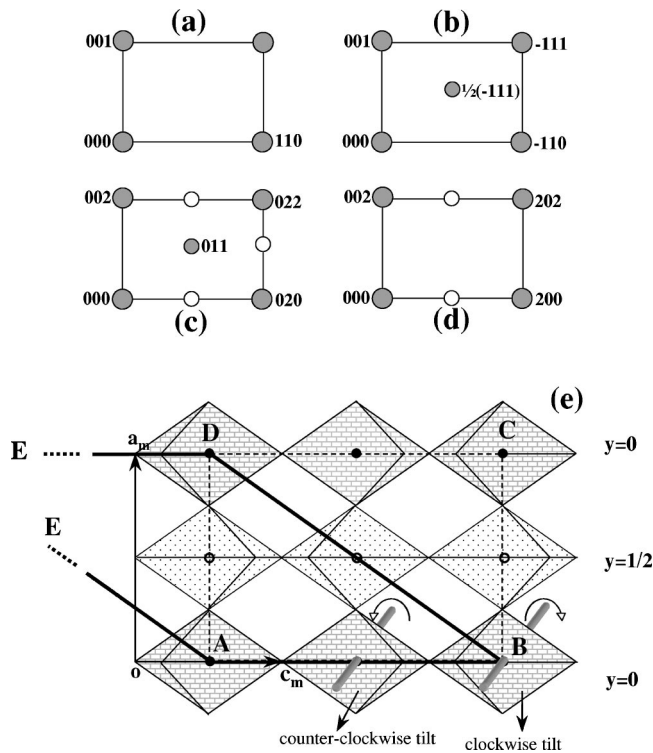 (a) (b)
001 001 -111
½(-111)
000 110 000 -110
002 022 002 202
011
000 020 000 200
(c) (d)
(e)
E a_m D C y=0
E y=1/2
A B
o c_m y=0
counter-clockwise tilt clockwise tilt